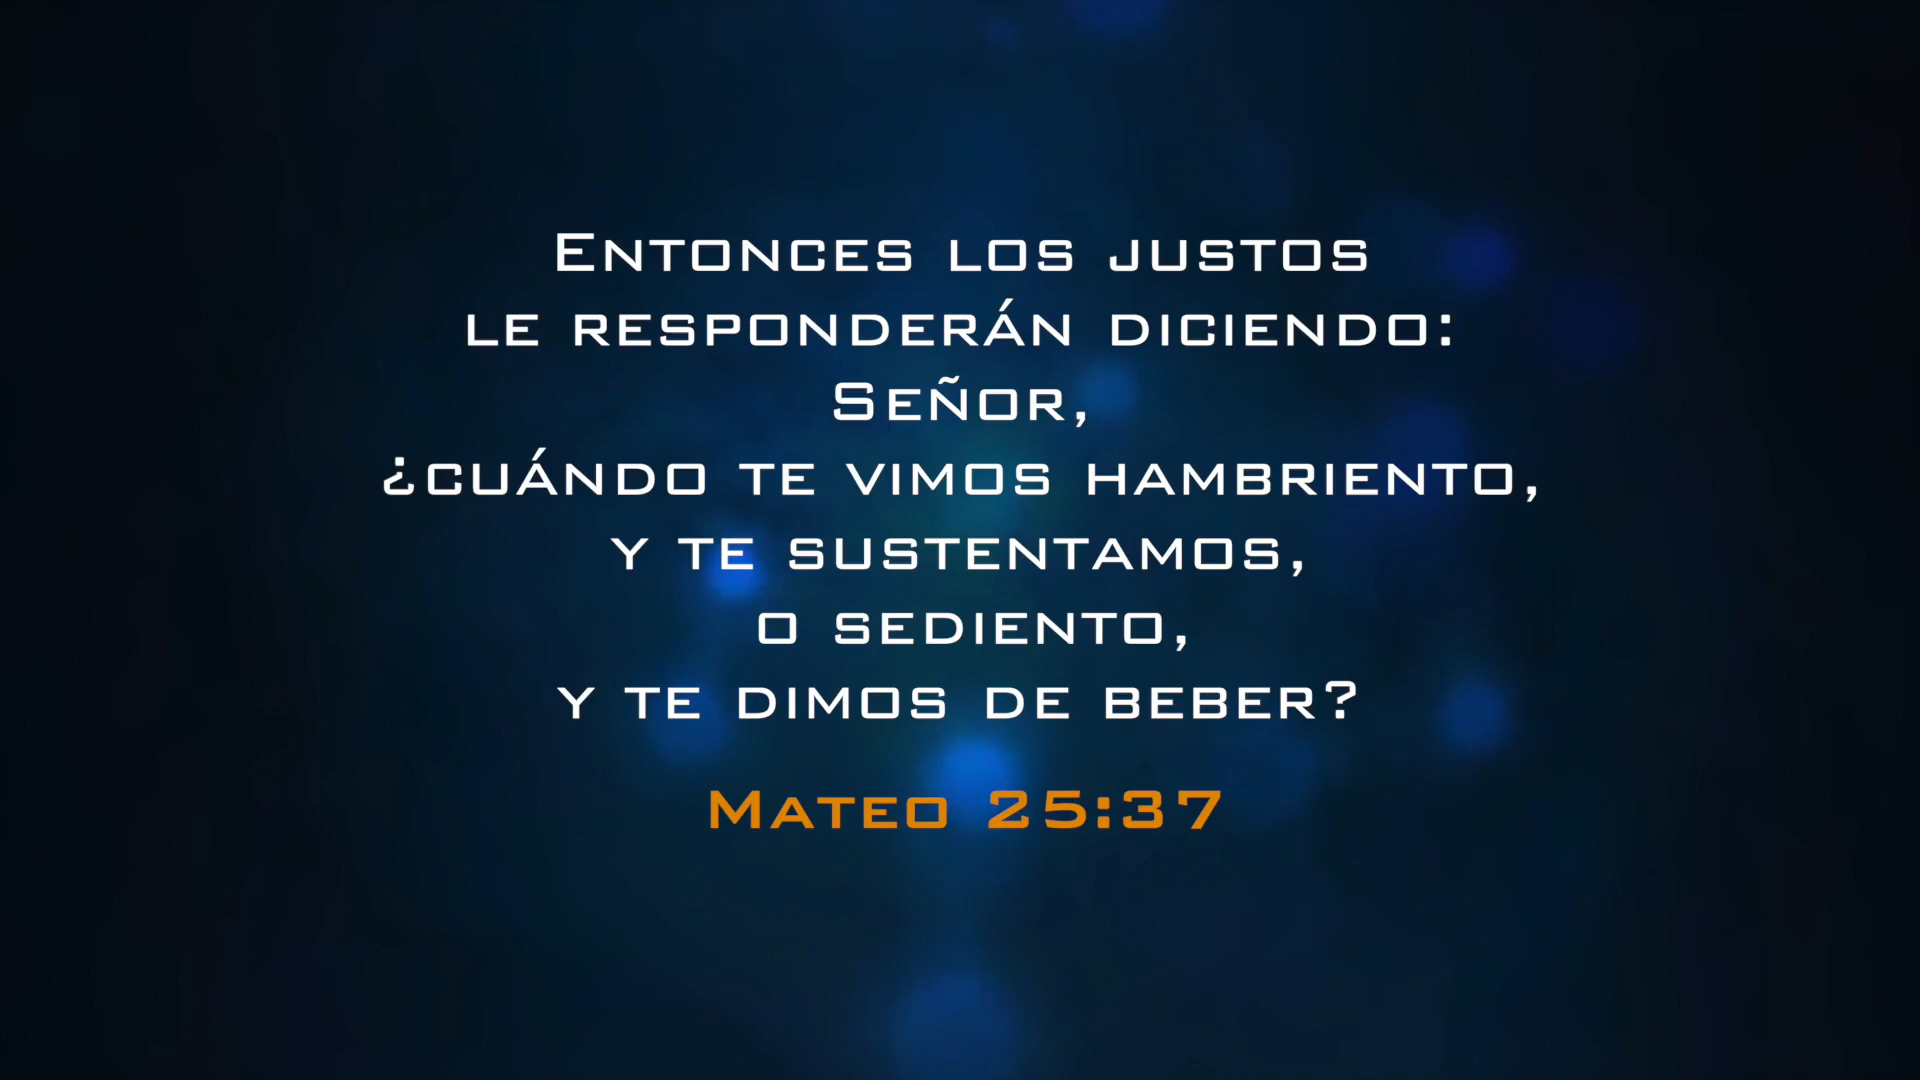 Entonces los justos
le responderán diciendo:
Señor,
¿cuándo te vimos hambriento,
y te sustentamos,
o sediento,
y te dimos de beber?
Mateo 25:37